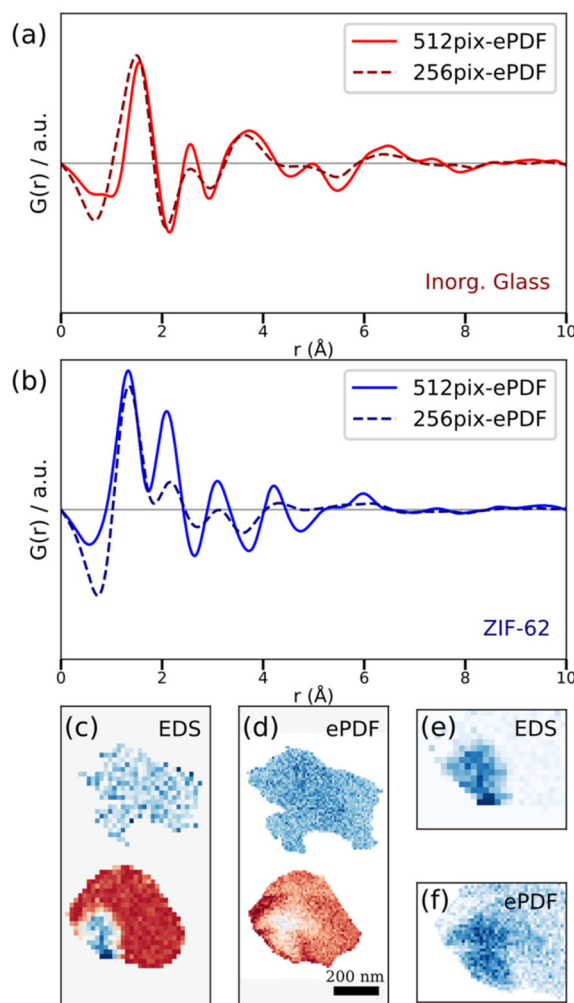 (a)
512pix-ePDF
256pix-ePDF
G(r) / a.u.
Inorg. Glass
0 2 4 6 8 10
r (Å)
(b)
512pix-ePDF
256pix-ePDF
G(r) / a.u.
ZIF-62
0 2 4 6 8 10
r (Å)
(c) EDS
(d) ePDF
200 nm
(e) EDS
(f) ePDF